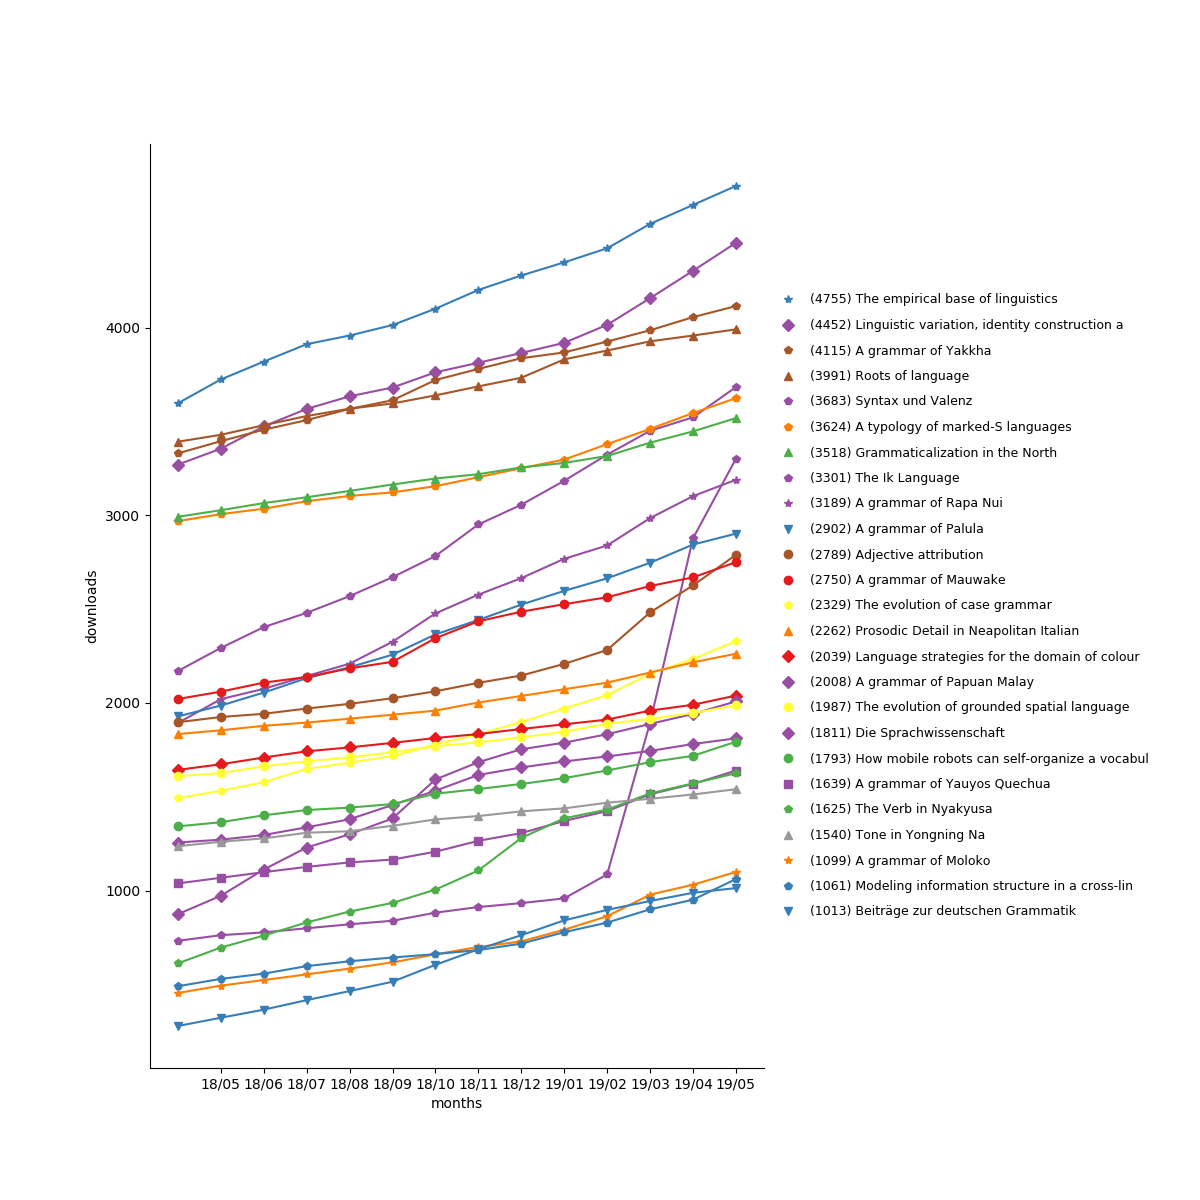 downloads
4000
3000
2000
1000
18/05 18/06 18/07 18/08 18/09 18/10 18/11 18/12 19/01 19/02 19/03 19/04 19/05
months
(4755) The empirical base of linguistics
(4452) Linguistic variation, identity construction a
(4115) A grammar of Yakkha
(3991) Roots of language
(3683) Syntax und Valenz
(3624) A typology of marked-S languages
(3518) Grammaticalization in the North
(3301) The Ik Language
(3189) A grammar of Rapa Nui
(2902) A grammar of Palula
(2789) Adjective attribution
(2750) A grammar of Mauwake
(2329) The evolution of case grammar
(2262) Prosodic Detail in Neapolitan Italian
(2039) Language strategies for the domain of colour
(2008) A grammar of Papuan Malay
(1987) The evolution of grounded spatial language
(1811) Die Sprachwissenschaft
(1793) How mobile robots can self-organize a vocabul
(1639) A grammar of Yauyos Quechua
(1625) The Verb in Nyakyusa
(1540) Tone in Yongning Na
(1099) A grammar of Moloko
(1061) Modeling information structure in a cross-lin
(1013) Beiträge zur deutschen Grammatik